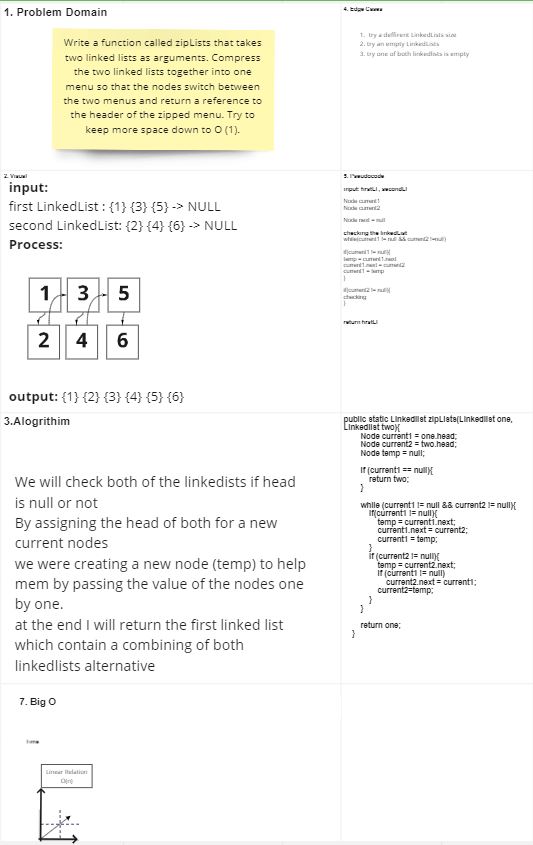 1. Problem Domain
Write a function called zipLists that takes
two linked lists as arguments. Compress
the two linked lists together into one
menu so that the nodes switch between
the two menus and return a reference to
the header of the zipped menu. Try to
keep more space down to O (1).
4. Edge Cases
1. try a deffirent LinkedLists size
2. try an empty LinkedLists
3. try one of both linkedlists is empty
2. Visual
input:
first LinkedList : {1} {3} {5} -> NULL
second LinkedList: {2} {4} {6} -> NULL
Process:
1 3 5
2 4 6
output: {1} {2} {3} {4} {5} {6}
5. Pseudocode
input: firstLl , secondLl
Node current1
Node current2
Node next = null
checking the linkedList
while(current1 != null && current2 !=null)
if(current1 != null){
temp = current1.next
current1.next = current2
current1 = temp
}
if(current2 != null){
checking
}
return firstLl
3.Alogrithim
We will check both of the linkedists if head
is null or not
By assigning the head of both for a new
current nodes
we were creating a new node (temp) to help
mem by passing the value of the nodes one
by one.
at the end I will return the first linked list
which contain a combining of both
linkedlists alternative
public static Linkedlist zipLists(Linkedlist one,
Linkedlist two){
Node current1 = one.head;
Node current2 = two.head;
Node temp = null;
if (current1 == null){
return two;
}
while (current1 != null && current2 != null){
if(current1 != null){
temp = current1.next;
current1.next = current2;
current1 = temp;
}
if (current2 != null){
temp = current2.next;
if (current1 != null)
current2.next = current1;
current2=temp;
}
}
return one;
}
7. Big O
time
Linear Relation
O(n)